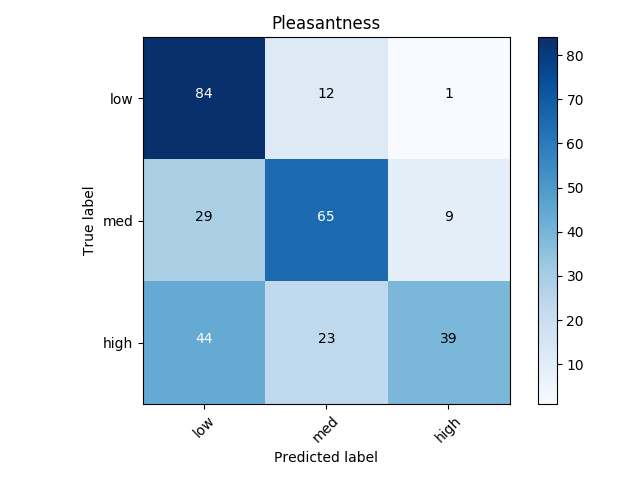 Pleasantness
low 84 12 1
med 29 65 9
high 44 23 39
low med high
Predicted label
True label
80
70
60
50
40
30
20
10